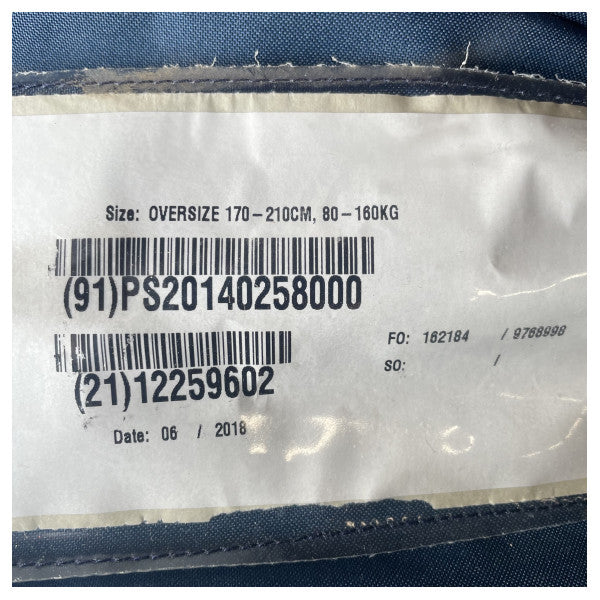 Size: OVERSIZE 170-210CM, 80-160KG
(91)PS20140258000
FO: 162184 / 9768998
(21)12259602
SO: /
Date: 06 / 2018